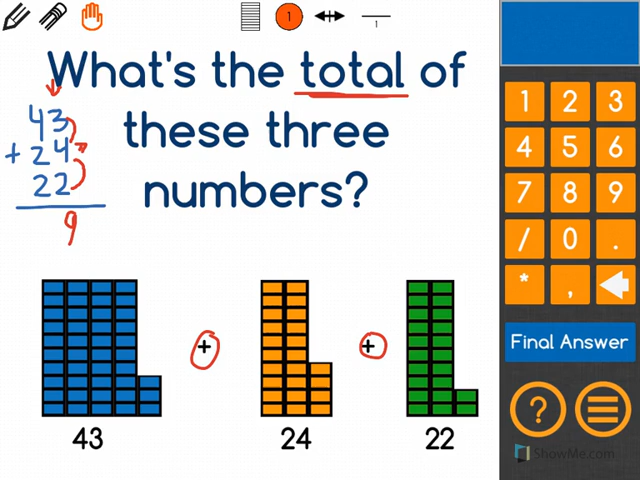 1
1
What's the total of
these three
numbers?
43
+ 24
22
9
+
+
43
24
22
1 2 3
4 5 6
7 8 9
/ 0 .
* ,
Final Answer
?
ShowMe.com